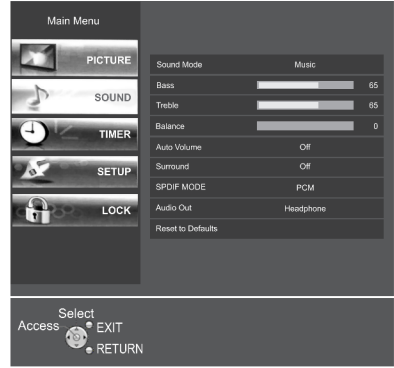 Main Menu
PICTURE
SOUND
TIMER
SETUP
LOCK
Sound Mode Music
Bass 65
Treble 65
Balance 0
Auto Volume Off
Surround Off
SPDIF MODE PCM
Audio Out Headphone
Reset to Defaults
Select
Access
EXIT
RETURN